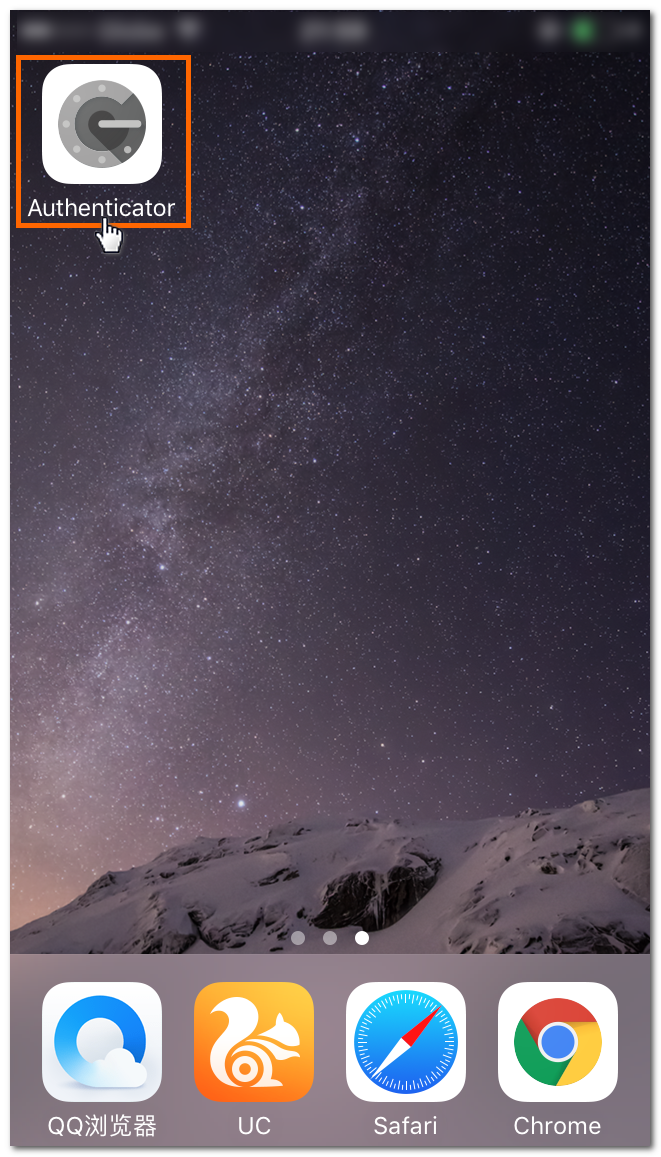 Authenticator
QQ浏览器
UC
Safari
Chrome